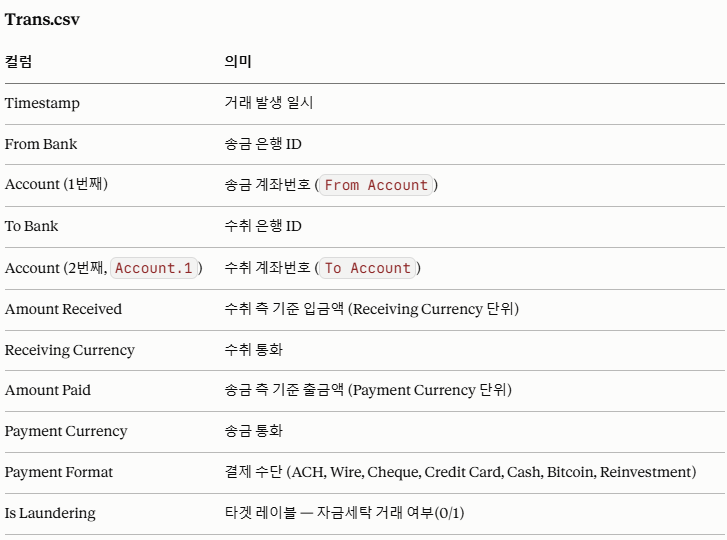 Trans.csv
컬럼 의미
Timestamp 거래 발생 일시
From Bank 송금 은행 ID
Account (1번째) 송금 계좌번호 (From Account)
To Bank 수취 은행 ID
Account (2번째, Account.1) 수취 계좌번호 (To Account)
Amount Received 수취 측 기준 입금액 (Receiving Currency 단위)
Receiving Currency 수취 통화
Amount Paid 송금 측 기준 출금액 (Payment Currency 단위)
Payment Currency 송금 통화
Payment Format 결제 수단 (ACH, Wire, Cheque, Credit Card, Cash, Bitcoin, Reinvestment)
Is Laundering 타겟 레이블 — 자금세탁 거래 여부(0/1)